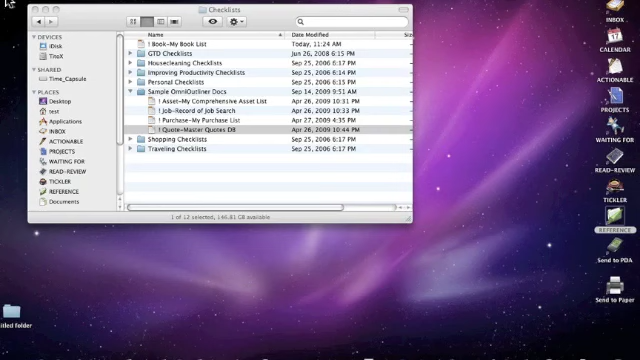 Checklists
Name Date Modified Siz
! Book-My Book List Today, 11:24 AM
GTD Checklists Jun 26, 2008 6:15 PM
Housecleaning Checklists Sep 25, 2006 6:17 PM
Improving Productivity Checklists Sep 25, 2006 6:14 PM
Personal Checklists Sep 25, 2006 6:17 PM
Sample OmniOutliner Docs Sep 14, 2009 8:31 PM
! Asset-My Comprehensive Asset List Apr 26, 2009 10:31 PM
! Job-Record of Job Search Apr 26, 2009 10:33 PM
! Purchase-My Purchase List Apr 27, 2009 4:35 PM
! Quote-Master Quotes DB Apr 26, 2009 10:44 PM
Shopping Checklists Sep 25, 2006 6:17 PM
Traveling Checklists Sep 25, 2006 6:17 PM
1 of 12 selected, 146.81 GB available
DEVICES
iDisk
TitoX
SHARED
Time_Capsule
PLACES
Desktop
test
Applications
INBOX
ACTIONABLE
PROJECTS
WAITING FOR
READ-REVIEW
TICKLER
REFERENCE
Documents
INBOX
CALENDAR
ACTIONABLE
PROJECTS
WAITING FOR
READ-REVIEW
TICKLER
REFERENCE
Send to PDA
Send to Paper
titled folder